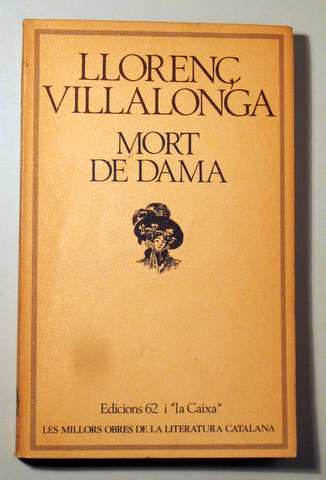 LLORENÇ
VILLALONGA
MORT
DE DAMA
Edicions 62 i "la Caixa"
LES MILLORS OBRES DE LA LITERATURA CATALANA